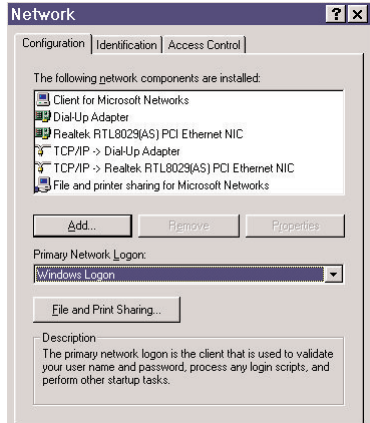 Network
Configuration Identification Access Control
The following network components are installed:
Client for Microsoft Networks
Dial-Up Adapter
Realtek RTL8029(AS) PCI Ethernet NIC
TCP/IP -> Dial-Up Adapter
TCP/IP -> Realtek RTL8029(AS) PCI Ethernet NIC
File and printer sharing for Microsoft Networks
Add... Remove Properties
Primary Network Logon:
Windows Logon
File and Print Sharing...
Description
The primary network logon is the client that is used to validate
your user name and password, process any login scripts, and
perform other startup tasks.